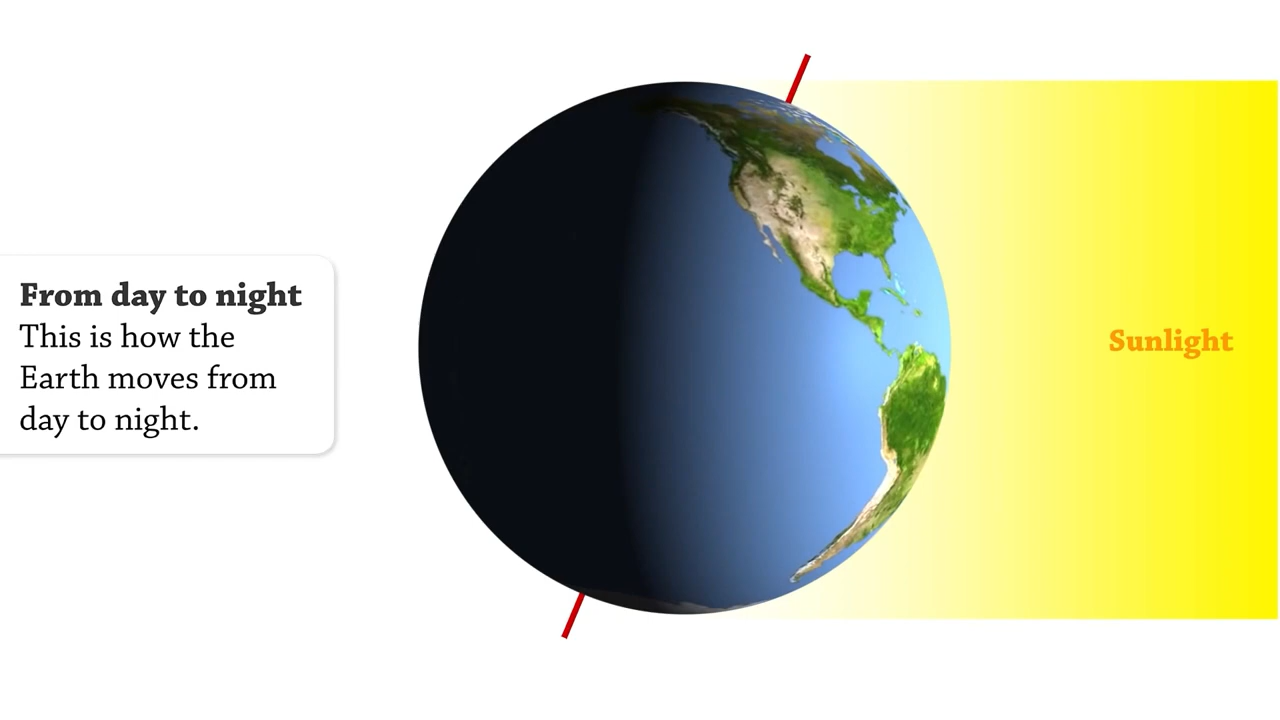 From day to night
This is how the
Earth moves from
day to night.
Sunlight